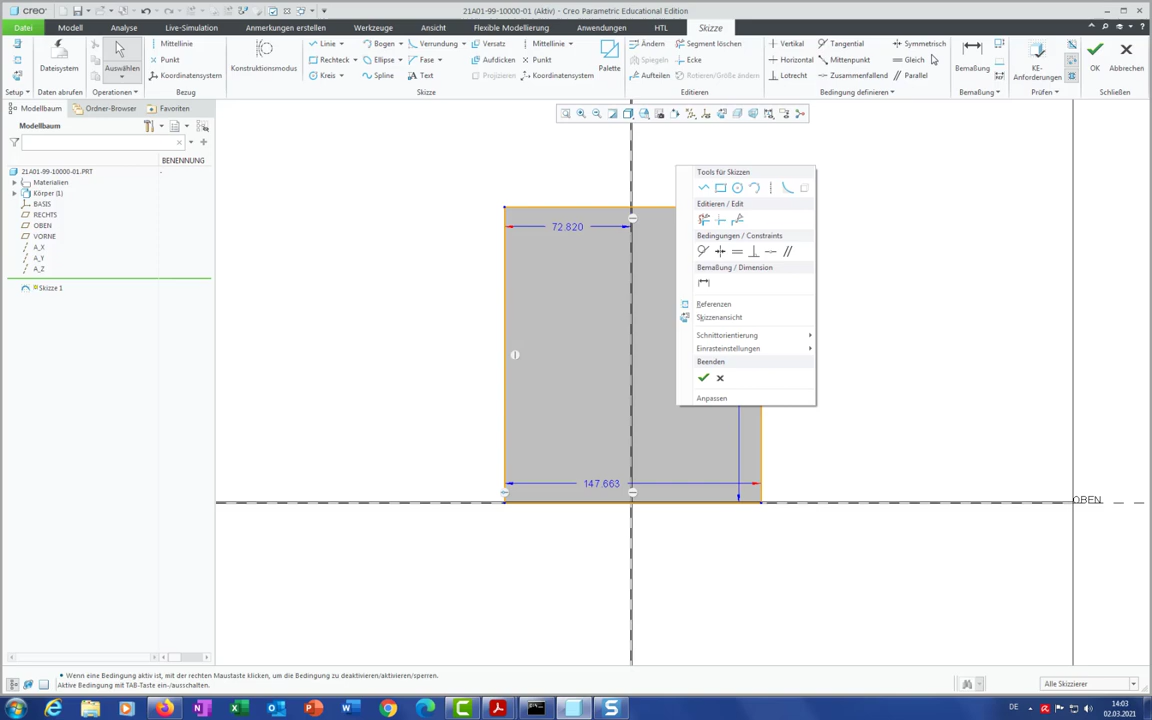 creo
21A01-99-10000-01 (Aktiv) - Creo Parametric Educational Edition
Datei Modell Analyse Live-Simulation Anmerkungen erstellen Werkzeuge Ansicht Flexible Modellierung Anwendungen HTL Skizze
Mittellinie Linie Bogen Verrundung Versatz Mittellinie Ändern Segment löschen Vertikal Tangential Symmetrisch
Punkt Rechteck Ellipse Fase Aufdicken Punkt Spiegeln Ecke Horizontal Mittenpunkt Gleich
Dateisystem Auswählen Koordinatensystem Konstruktionsmodus Kreis Spline Text Projizieren Koordinatensystem Palette Aufteilen Rotieren/Größe ändern Lotrecht Zusammenfallend Parallel Bemaßung KE-Anforderungen OK Abbrechen
Setup Daten abrufen Operationen Bezug Skizze Editieren Bedingung definieren Bemaßung Prüfen Schließen
Modellbaum Ordner-Browser Favoriten
Modellbaum
BENENNUNG
21A01-99-10000-01.PRT
Materialien
Körper (1)
BASIS
RECHTS
OBEN
VORNE
A_X
A_Y
A_Z
Skizze 1
72.820
147.663
OBEN
Tools für Skizzen
Editieren / Edit
Bedingungen / Constraints
Bemaßung / Dimension
Referenzen
Skizzenansicht
Schnittorientierung
Einrasteinstellungen
Beenden
Anpassen
Wenn eine Bedingung aktiv ist, mit der rechten Maustaste klicken, um die Bedingung zu deaktivieren/aktivieren/sperren.
Aktive Bedingung mit TAB-Taste ein-/ausschalten.
Alle Skizzierer
DE
14:03
02.03.2021